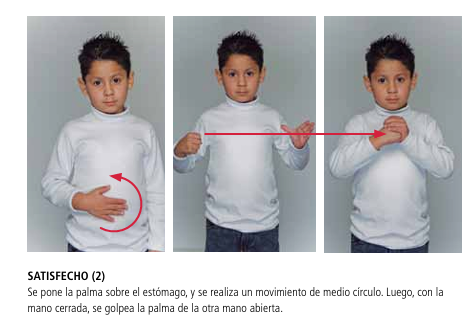 SATISFECHO (2)
Se pone la palma sobre el estómago, y se realiza un movimiento de medio círculo. Luego, con la
mano cerrada, se golpea la palma de la otra mano abierta.